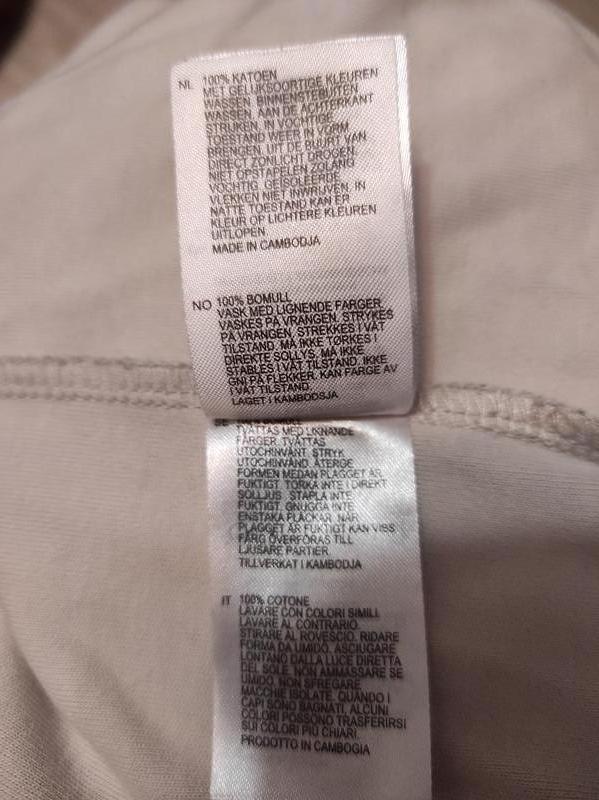 NL 100% KATOEN
MET GELIJKSOORTIGE KLEUREN
WASSEN. BINNENSTEBUITEN
WASSEN. AAN DE ACHTERKANT
STRIJKEN. IN VOCHTIGE
TOESTAND WEER IN VORM
BRENGEN. UIT DE BUURT VAN
DIRECT ZONLICHT DROGEN.
NIET OPSTAPELEN ZOLANG
VOCHTIG. GEÏSOLEERDE
VLEKKEN NIET INWRIJVEN. IN
NATTE TOESTAND KAN ER
KLEUR OP LICHTERE KLEUREN
UITLOPEN.
MADE IN CAMBODJA
NO 100% BOMULL
VASK MED LIGNENDE FARGER.
VASKES PÅ VRANGEN. STRYKES
PÅ VRANGEN. STREKKES I VÅT
TILSTAND. MÅ IKKE TØRKES I
DIREKTE SOLLYS. MÅ IKKE
STABLES I VÅT TILSTAND. IKKE
GNI PÅ FLEKKER. KAN FARGE AV
I VÅT TILSTAND.
LAGET I KAMBODSJA
SE 100% BOMULL
TVÄTTAS MED LIKNANDE
FÄRGER. TVÄTTAS
UTOCHINVÄNT. STRYK
UTOCHINVÄND. ÅTERGE
FORMEN MEDAN PLAGGET ÄR
FUKTIGT. TORKA INTE I DIREKT
SOLLJUS. STAPLA INTE
FUKTIGT. GNUGGA INTE
ENSTAKA FLÄCKAR. NÄR
PLAGGET ÄR FUKTIGT KAN VISS
FÄRG ÖVERFÖRAS TILL
LJUSARE PARTIER.
TILLVERKAT I KAMBODJA
IT 100% COTONE
LAVARE CON COLORI SIMILI.
LAVARE AL CONTRARIO.
STIRARE AL ROVESCIO. RIDARE
FORMA DA UMIDO. ASCIUGARE
LONTANO DALLA LUCE DIRETTA
DEL SOLE. NON AMMASSARE SE
UMIDO. NON SFREGARE
MACCHIE ISOLATE. QUANDO I
CAPI SONO BAGNATI, ALCUNI
COLORI POSSONO TRASFERIRSI
SUI COLORI PIÙ CHIARI.
PRODOTTO IN CAMBOGIA